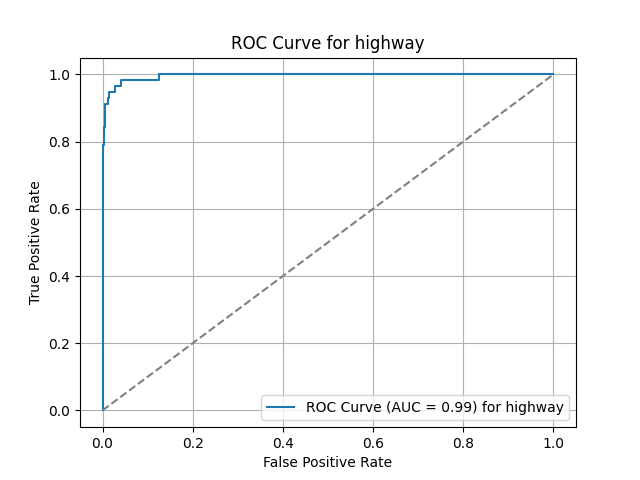 ROC Curve for highway
True Positive Rate
1.0
0.8
0.6
0.4
0.2
0.0
ROC Curve (AUC = 0.99) for highway
0.0 0.2 0.4 0.6 0.8 1.0
False Positive Rate